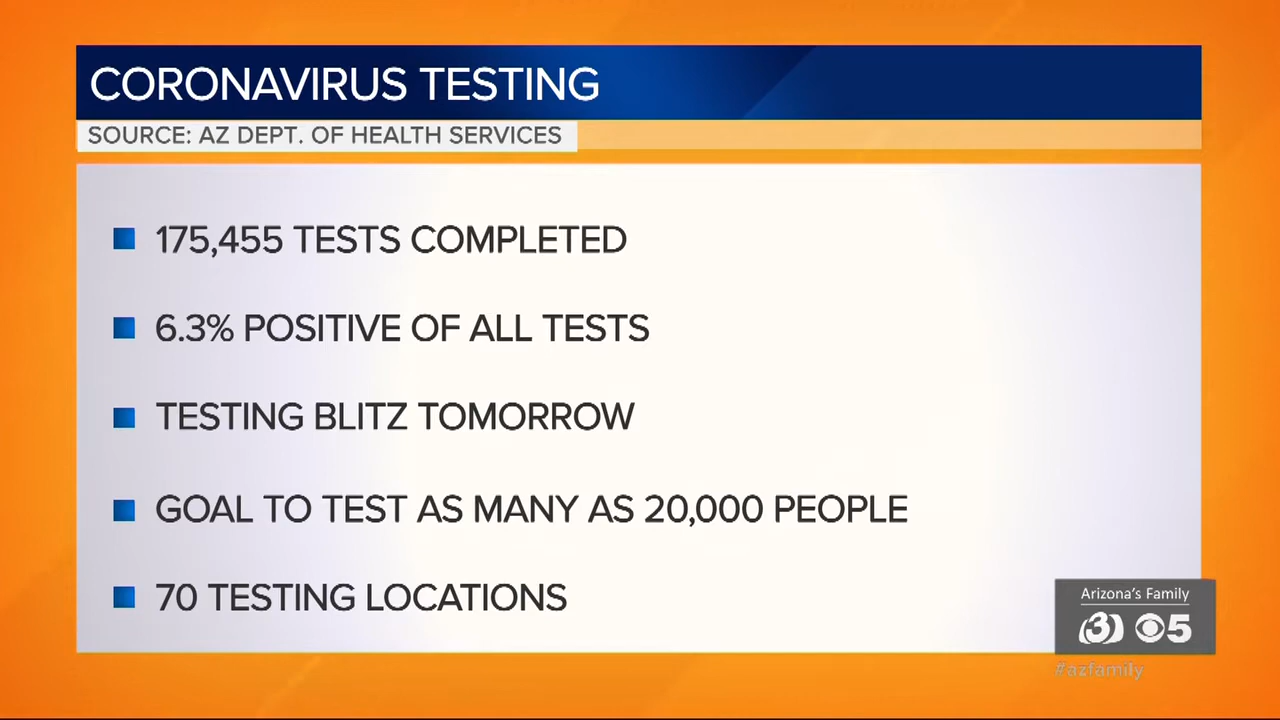 CORONAVIRUS TESTING
SOURCE: AZ DEPT. OF HEALTH SERVICES
175,455 TESTS COMPLETED
6.3% POSITIVE OF ALL TESTS
TESTING BLITZ TOMORROW
GOAL TO TEST AS MANY AS 20,000 PEOPLE
70 TESTING LOCATIONS
Arizona's Family
3 5
#azfamily